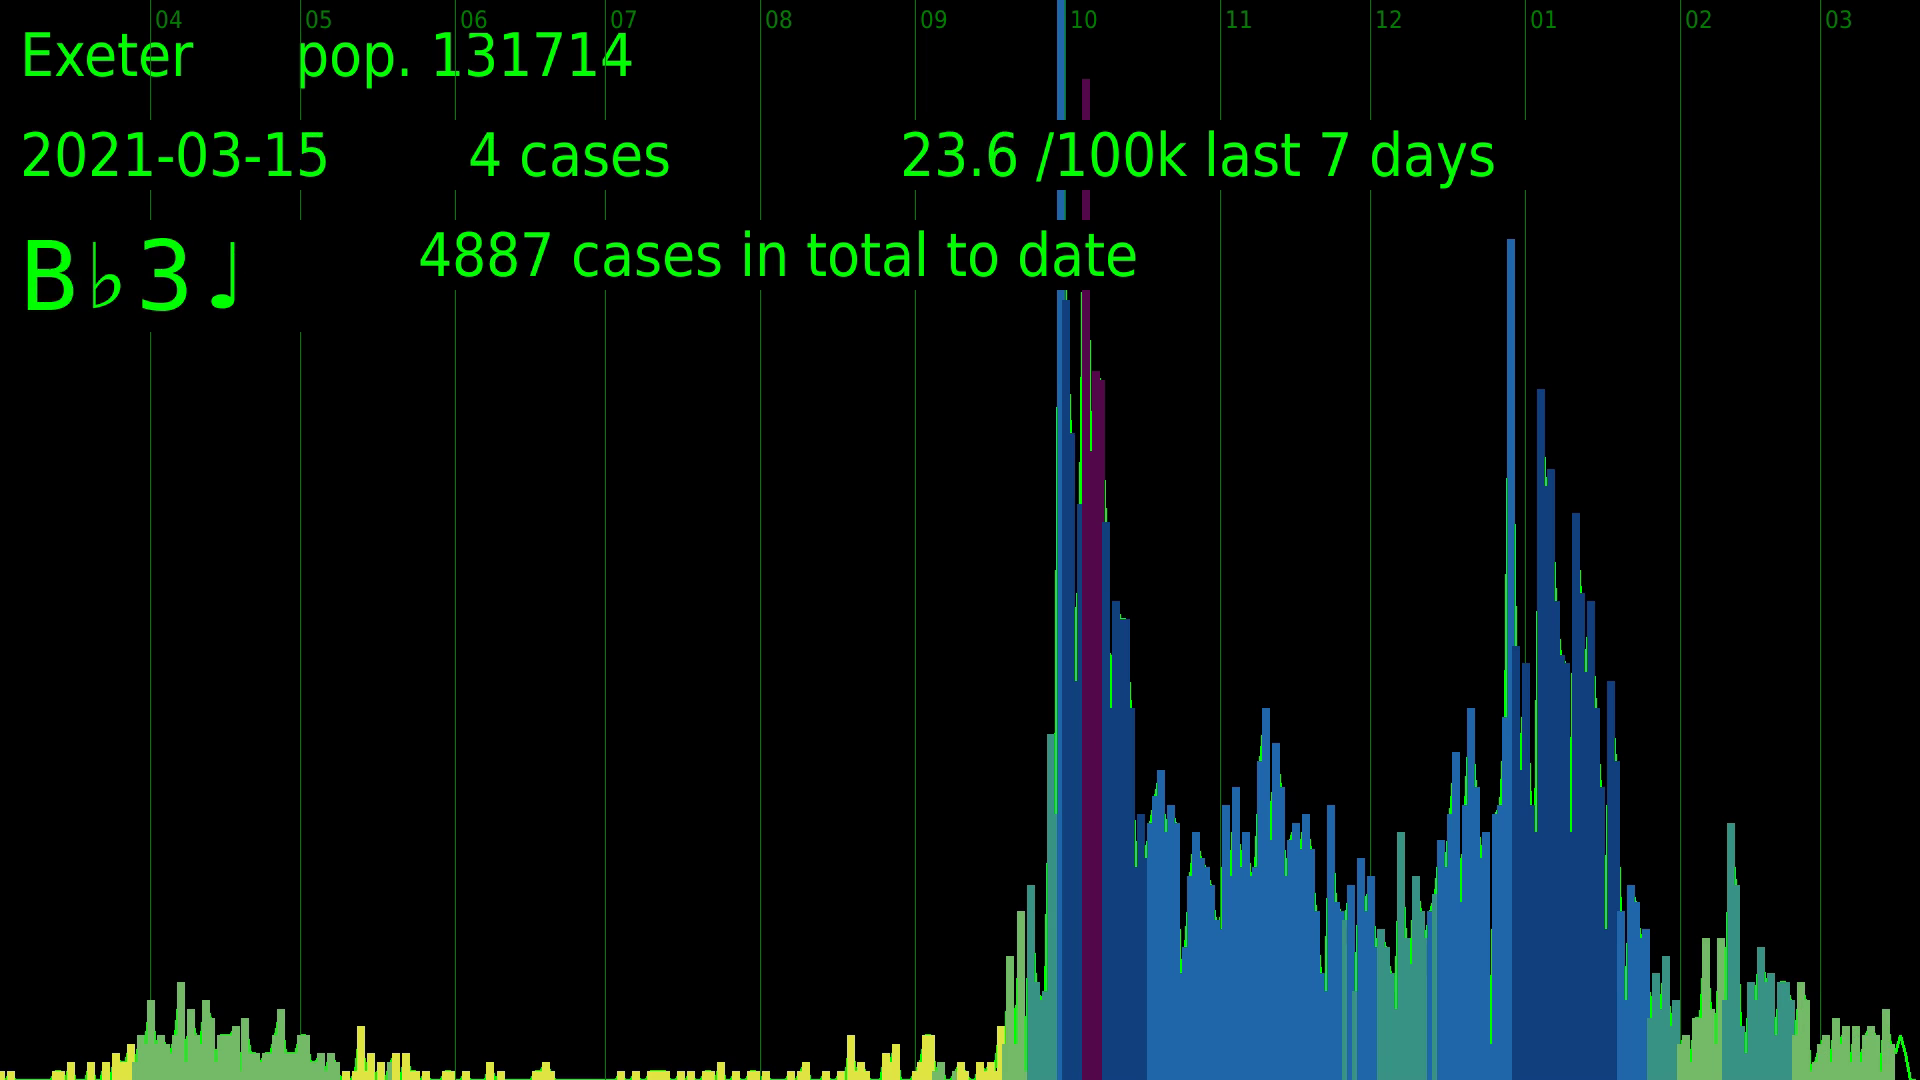 04 05 06 07 08 09 10 11 12 01 02 03
Exeter pop. 131714
2021-03-15 4 cases 23.6 /100k last 7 days
B♭3♩ 4887 cases in total to date